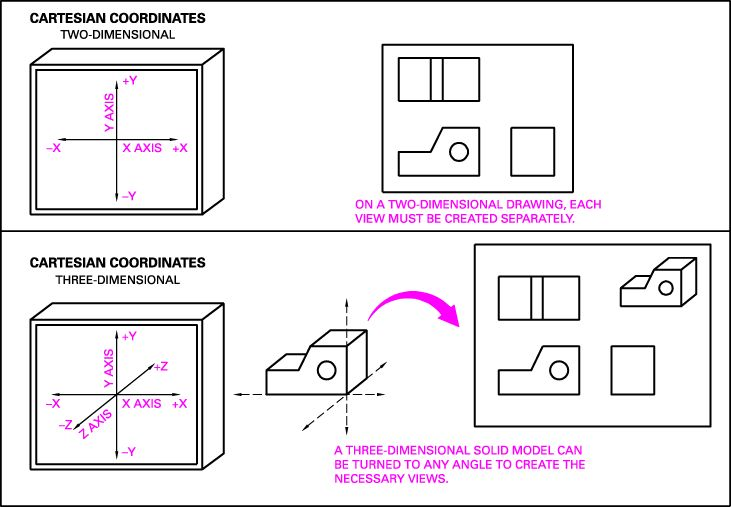 CARTESIAN COORDINATES
TWO-DIMENSIONAL
+Y
Y AXIS
–X
X AXIS
+X
–Y
ON A TWO-DIMENSIONAL DRAWING, EACH
VIEW MUST BE CREATED SEPARATELY.
CARTESIAN COORDINATES
THREE-DIMENSIONAL
+Y
Y AXIS
+Z
–X
X AXIS
+X
–Z
Z AXIS
–Y
A THREE-DIMENSIONAL SOLID MODEL CAN
BE TURNED TO ANY ANGLE TO CREATE THE
NECESSARY VIEWS.